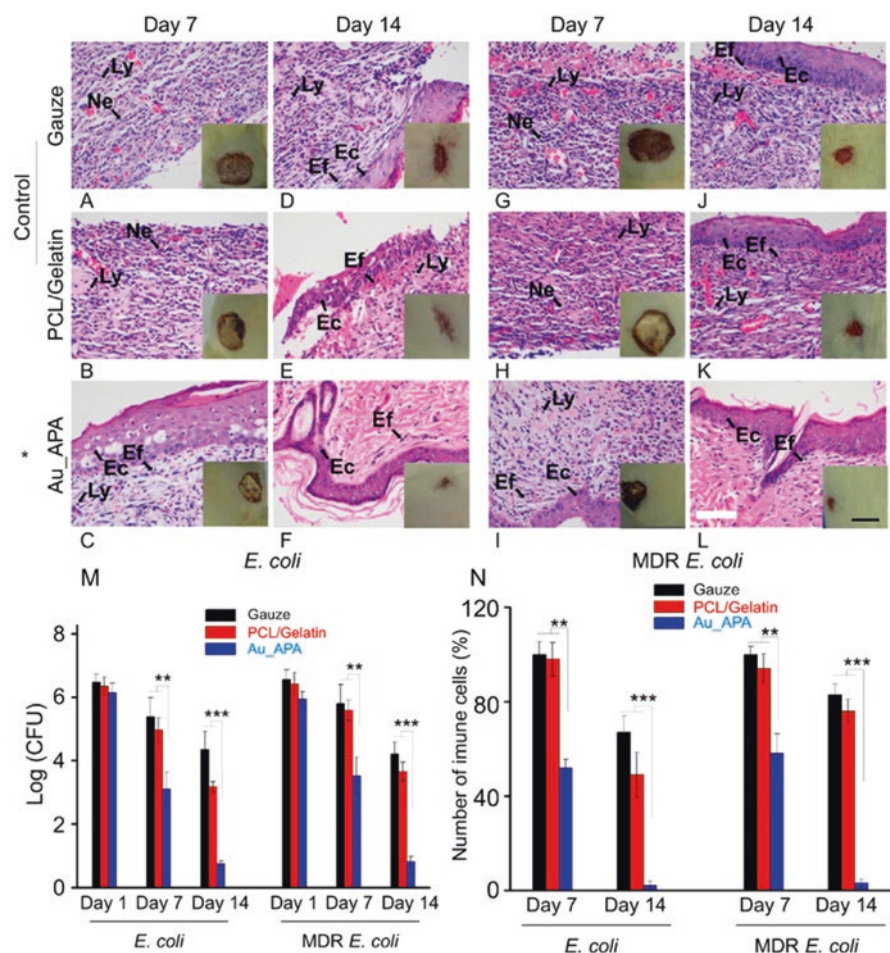 Day 7 Day 14 Day 7 Day 14
Control
Gauze
Ly
Ne
Ly
Ef
Ec
Ly
Ne
Ef
Ec
Ly
A D G J
PCL/Gelatin
Ne
Ly
Ef
Ly
Ec
Ly
Ne
Ef
Ec
Ly
B E H K
*
Au_APA
Ec
Ef
Ly
Ef
Ec
Ly
Ef
Ec
Ec
Ef
C F I L
E. coli MDR E. coli
M
Gauze
PCL/Gelatin
Au_APA
Log (CFU)
8
6
4
2
0
**
***
**
***
Day 1 Day 7 Day 14 Day 1 Day 7 Day 14
E. coli MDR E. coli
N
Gauze
PCL/Gelatin
Au_APA
Number of imune cells (%)
120
80
40
0
**
***
**
***
Day 7 Day 14 Day 7 Day 14
E. coli MDR E. coli